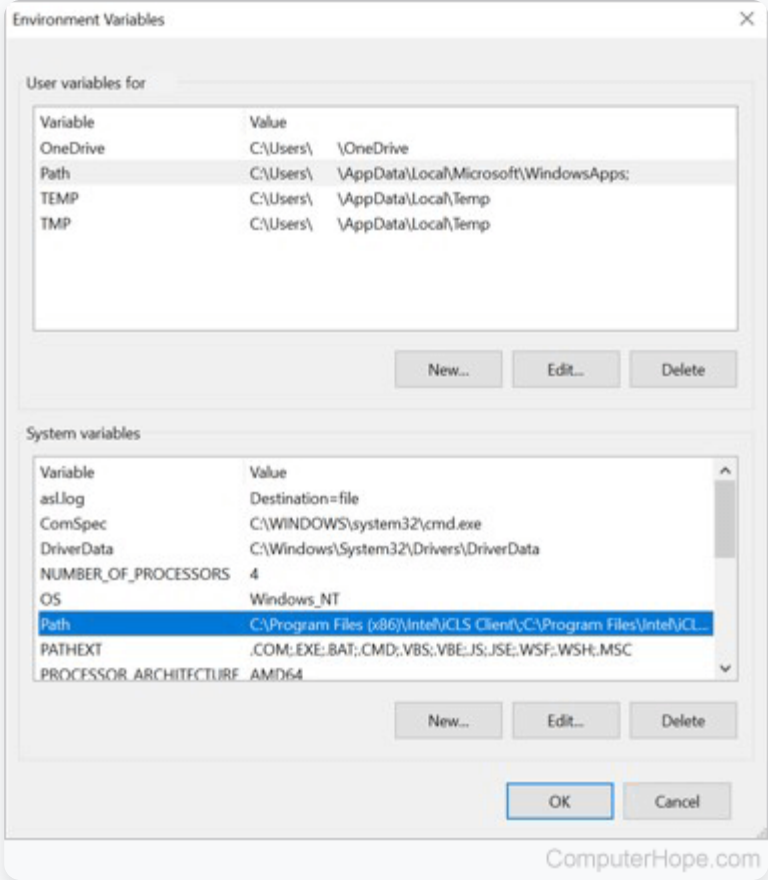 Environment Variables
User variables for
Variable Value
OneDrive C:\Users\ \OneDrive
Path C:\Users\ \AppData\Local\Microsoft\WindowsApps;
TEMP C:\Users\ \AppData\Local\Temp
TMP C:\Users\ \AppData\Local\Temp
New... Edit... Delete
System variables
Variable Value
asl.log Destination=file
ComSpec C:\WINDOWS\system32\cmd.exe
DriverData C:\Windows\System32\Drivers\DriverData
NUMBER_OF_PROCESSORS 4
OS Windows_NT
Path C:\Program Files (x86)\Intel\iCLS Client\;C:\Program Files\Intel\iCL...
PATHEXT .COM;.EXE;.BAT;.CMD;.VBS;.VBE;.JS;.JSE;.WSF;.WSH;.MSC
PROCESSOR_ARCHITECTURE AMD64
New... Edit... Delete
OK Cancel
ComputerHope.com